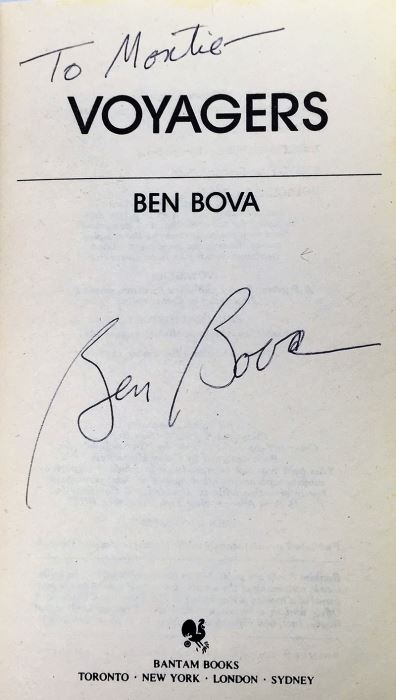 To Montie
VOYAGERS
BEN BOVA
Ben Bova
BANTAM BOOKS
TORONTO · NEW YORK · LONDON · SYDNEY